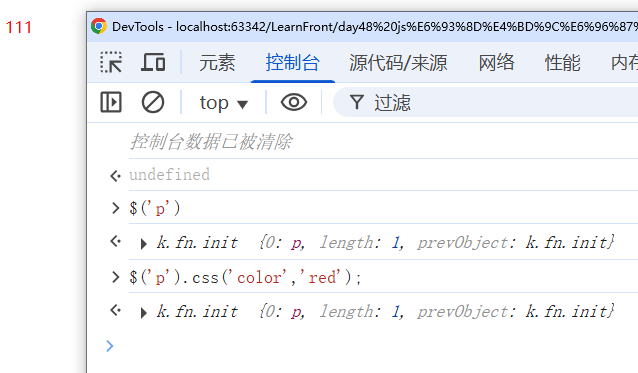 111
DevTools - localhost:63342/LearnFront/day48%20js%E6%93%8D%E4%BD%9C%E6%96%87%
元素 控制台 源代码/来源 网络 性能 内存
top 过滤
控制台数据已被清除
undefined
$('p')
k.fn.init {0: p, length: 1, prevObject: k.fn.init}
$('p').css('color','red');
k.fn.init {0: p, length: 1, prevObject: k.fn.init}